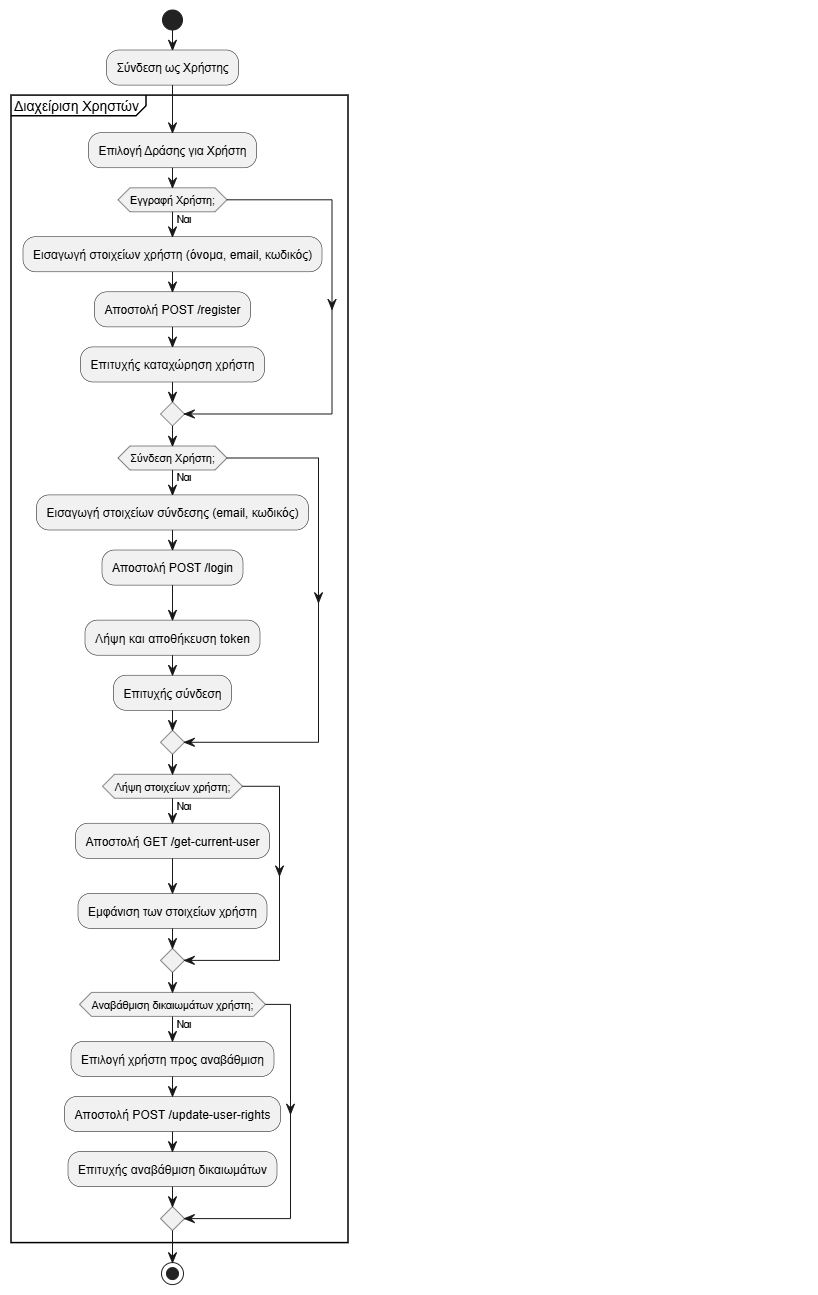 Σύνδεση ως Χρήστης
Διαχείριση Χρηστών
Επιλογή Δράσης για Χρήστη
Εγγραφή Χρήστη;
Ναι
Εισαγωγή στοιχείων χρήστη (όνομα, email, κωδικός)
Αποστολή POST /register
Επιτυχής καταχώρηση χρήστη
Σύνδεση Χρήστη;
Ναι
Εισαγωγή στοιχείων σύνδεσης (email, κωδικός)
Αποστολή POST /login
Λήψη και αποθήκευση token
Επιτυχής σύνδεση
Λήψη στοιχείων χρήστη;
Ναι
Αποστολή GET /get-current-user
Εμφάνιση των στοιχείων χρήστη
Αναβάθμιση δικαιωμάτων χρήστη;
Ναι
Επιλογή χρήστη προς αναβάθμιση
Αποστολή POST /update-user-rights
Επιτυχής αναβάθμιση δικαιωμάτων